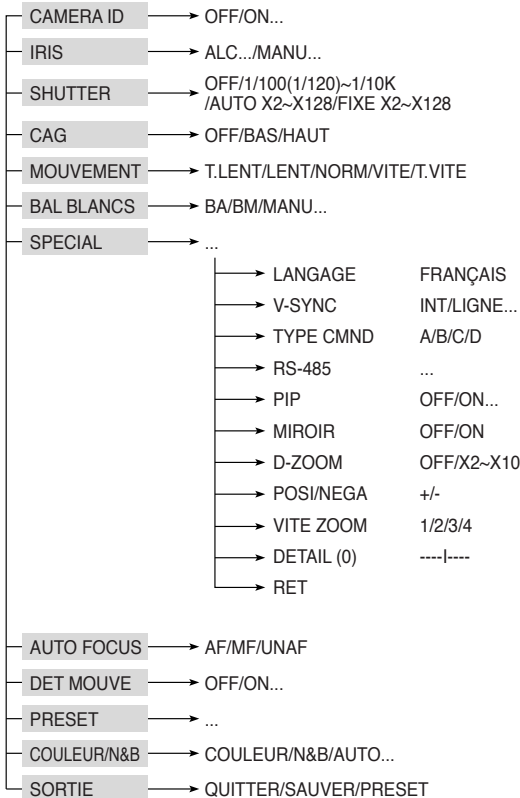 CAMERA ID OFF/ON...
IRIS ALC.../MANU...
SHUTTER OFF/1/100(1/120)~1/10K
/AUTO X2~X128/FIXE X2~X128
CAG OFF/BAS/HAUT
MOUVEMENT T.LENT/LENT/NORM/VITE/T.VITE
BAL BLANCS BA/BM/MANU...
SPECIAL ...
LANGAGE FRANÇAIS
V-SYNC INT/LIGNE...
TYPE CMND A/B/C/D
RS-485 ...
PIP OFF/ON...
MIROIR OFF/ON
D-ZOOM OFF/X2~X10
POSI/NEGA +/-
VITE ZOOM 1/2/3/4
DETAIL (0) ----I----
RET
AUTO FOCUS AF/MF/UNAF
DET MOUVE OFF/ON...
PRESET ...
COULEUR/N&B COULEUR/N&B/AUTO...
SORTIE QUITTER/SAUVER/PRESET